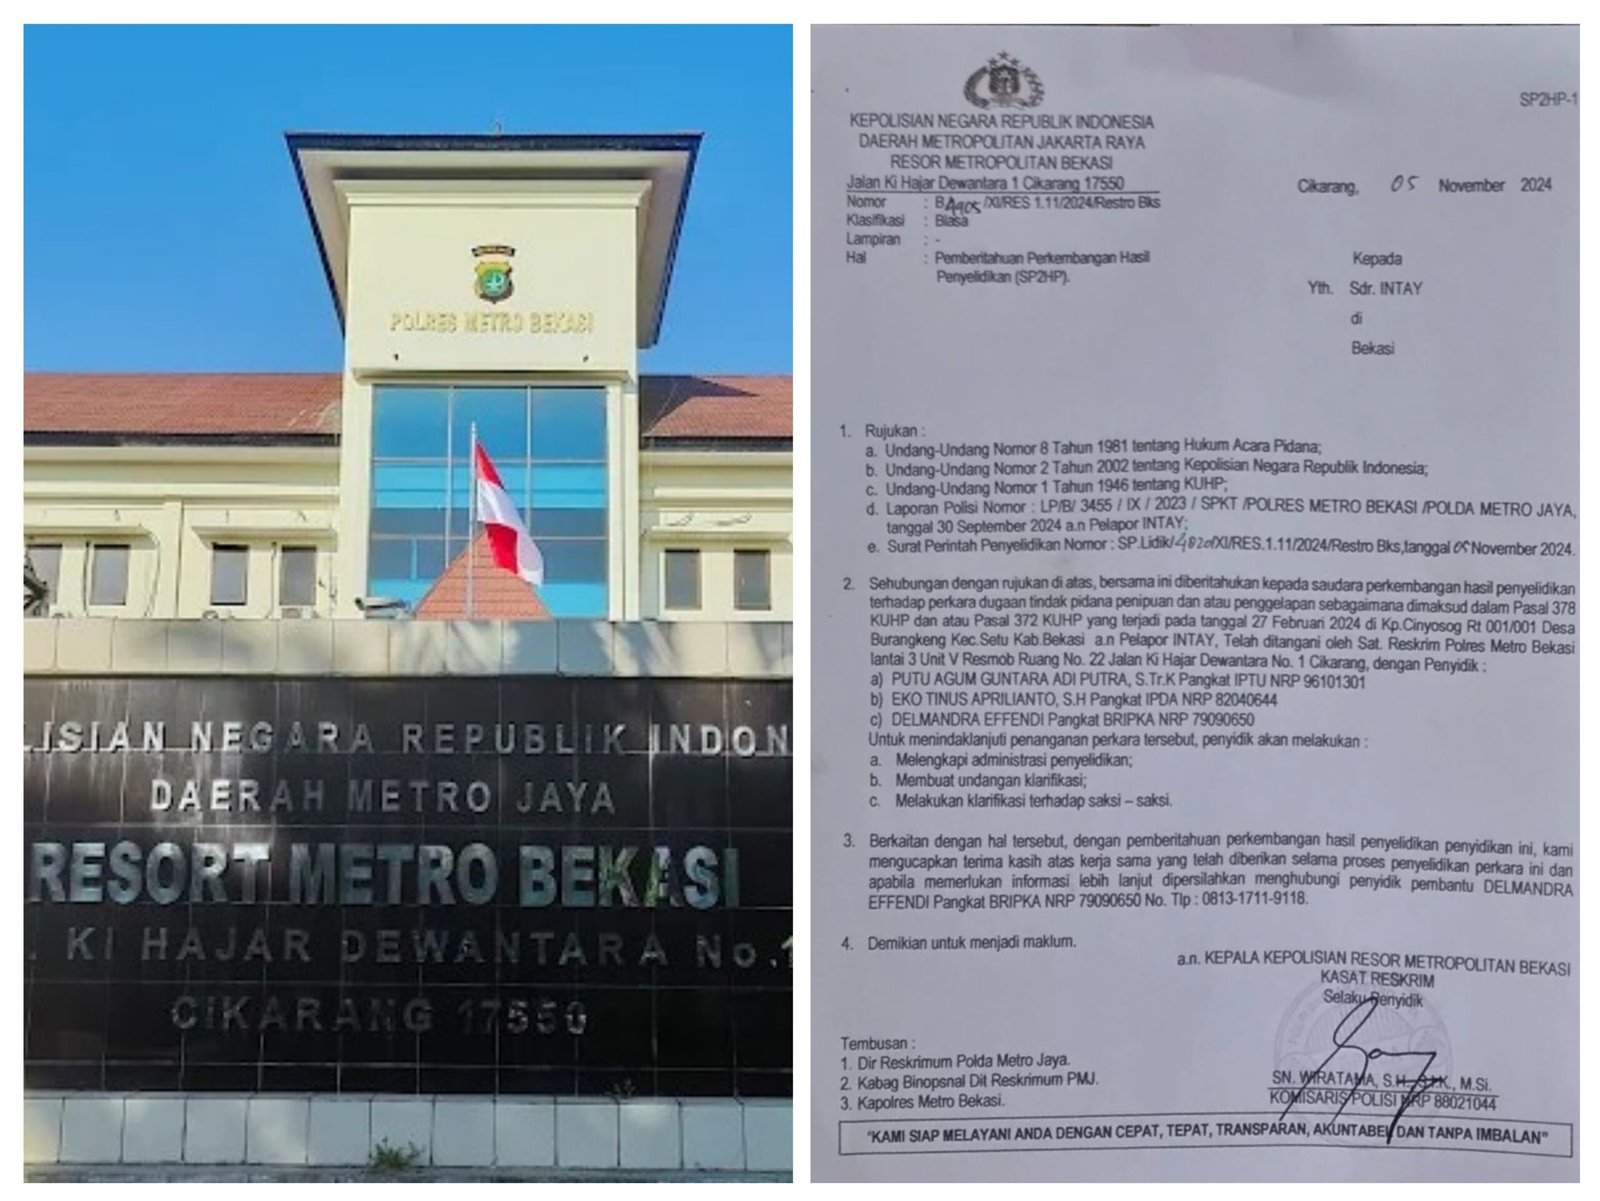 POLRES METRO BEKASI
LISIAN NEGARA REPUBLIK INDON
DAERAH METRO JAYA
RESORT METRO BEKASI
. KI HAJAR DEWANTARA No.1
CIKARANG 17550
SP2HP-1
KEPOLISIAN NEGARA REPUBLIK INDONESIA
DAERAH METROPOLITAN JAKARTA RAYA
RESOR METROPOLITAN BEKASI
Jalan Ki Hajar Dewantara 1 Cikarang 17550
Cikarang, 05 November 2024
Nomor : B /XI/RES 1.11/2024/Restro Bks
Klasifikasi : Biasa
Lampiran : -
Hal : Pemberitahuan Perkembangan Hasil
Penyelidikan (SP2HP).
Kepada
Yth. Sdr. INTAY
di
Bekasi
1. Rujukan :
a. Undang-Undang Nomor 8 Tahun 1981 tentang Hukum Acara Pidana;
b. Undang-Undang Nomor 2 Tahun 2002 tentang Kepolisian Negara Republik Indonesia;
c. Undang-Undang Nomor 1 Tahun 1946 tentang KUHP;
d. Laporan Polisi Nomor : LP/B/ 3455 / IX / 2023 / SPKT /POLRES METRO BEKASI /POLDA METRO JAYA,
tanggal 30 September 2024 a.n Pelapor INTAY;
e. Surat Perintah Penyelidikan Nomor : SP.Lidik/4820/XI/RES.1.11/2024/Restro Bks,tanggal 05 November 2024.
2. Sehubungan dengan rujukan di atas, bersama ini diberitahukan kepada saudara perkembangan hasil penyelidikan
terhadap perkara dugaan tindak pidana penipuan dan atau penggelapan sebagaimana dimaksud dalam Pasal 378
KUHP dan atau Pasal 372 KUHP yang terjadi pada tanggal 27 Februari 2024 di Kp.Cinyosog Rt 001/001 Desa
Burangkeng Kec.Setu Kab.Bekasi a.n Pelapor INTAY, Telah ditangani oleh Sat. Reskrim Polres Metro Bekasi
lantai 3 Unit V Resmob Ruang No. 22 Jalan Ki Hajar Dewantara No. 1 Cikarang, dengan Penyidik :
a) PUTU AGUM GUNTARA ADI PUTRA, S.Tr.K Pangkat IPTU NRP 96101301
b) EKO TINUS APRILIANTO, S.H Pangkat IPDA NRP 82040644
c) DELMANDRA EFFENDI Pangkat BRIPKA NRP 79090650
Untuk menindaklanjuti penanganan perkara tersebut, penyidik akan melakukan :
a. Melengkapi administrasi penyelidikan;
b. Membuat undangan klarifikasi;
c. Melakukan klarifikasi terhadap saksi – saksi.
3. Berkaitan dengan hal tersebut, dengan pemberitahuan perkembangan hasil penyelidikan penyidikan ini, kami
mengucapkan terima kasih atas kerja sama yang telah diberikan selama proses penyelidikan perkara ini dan
apabila memerlukan informasi lebih lanjut dipersilahkan menghubungi penyidik pembantu DELMANDRA
EFFENDI Pangkat BRIPKA NRP 79090650 No. Tlp : 0813-1711-9118.
4. Demikian untuk menjadi maklum.
a.n. KEPALA KEPOLISIAN RESOR METROPOLITAN BEKASI
KASAT RESKRIM
Selaku Penyidik
SN. WIRATAMA, S.H., S.I.K., M.Si.
KOMISARIS POLISI NRP 88021044
Tembusan :
1. Dir Reskrimum Polda Metro Jaya.
2. Kabag Binopsnal Dit Reskrimum PMJ.
3. Kapolres Metro Bekasi.
"KAMI SIAP MELAYANI ANDA DENGAN CEPAT, TEPAT, TRANSPARAN, AKUNTABEL DAN TANPA IMBALAN"